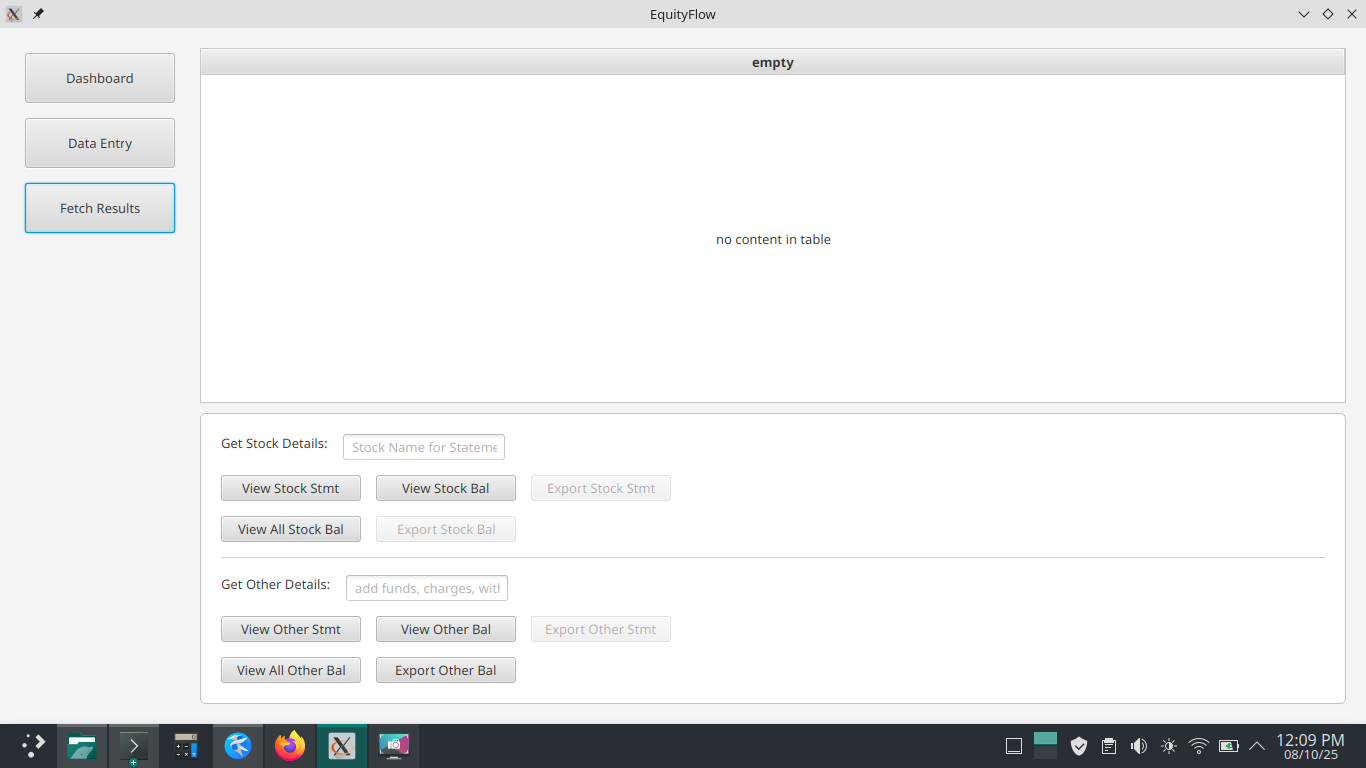 EquityFlow
Dashboard
Data Entry
Fetch Results
empty
no content in table
Get Stock Details: Stock Name for Stateme
View Stock Stmt View Stock Bal Export Stock Stmt
View All Stock Bal Export Stock Bal
Get Other Details: add funds, charges, with
View Other Stmt View Other Bal Export Other Stmt
View All Other Bal Export Other Bal
12:09 PM
08/10/25